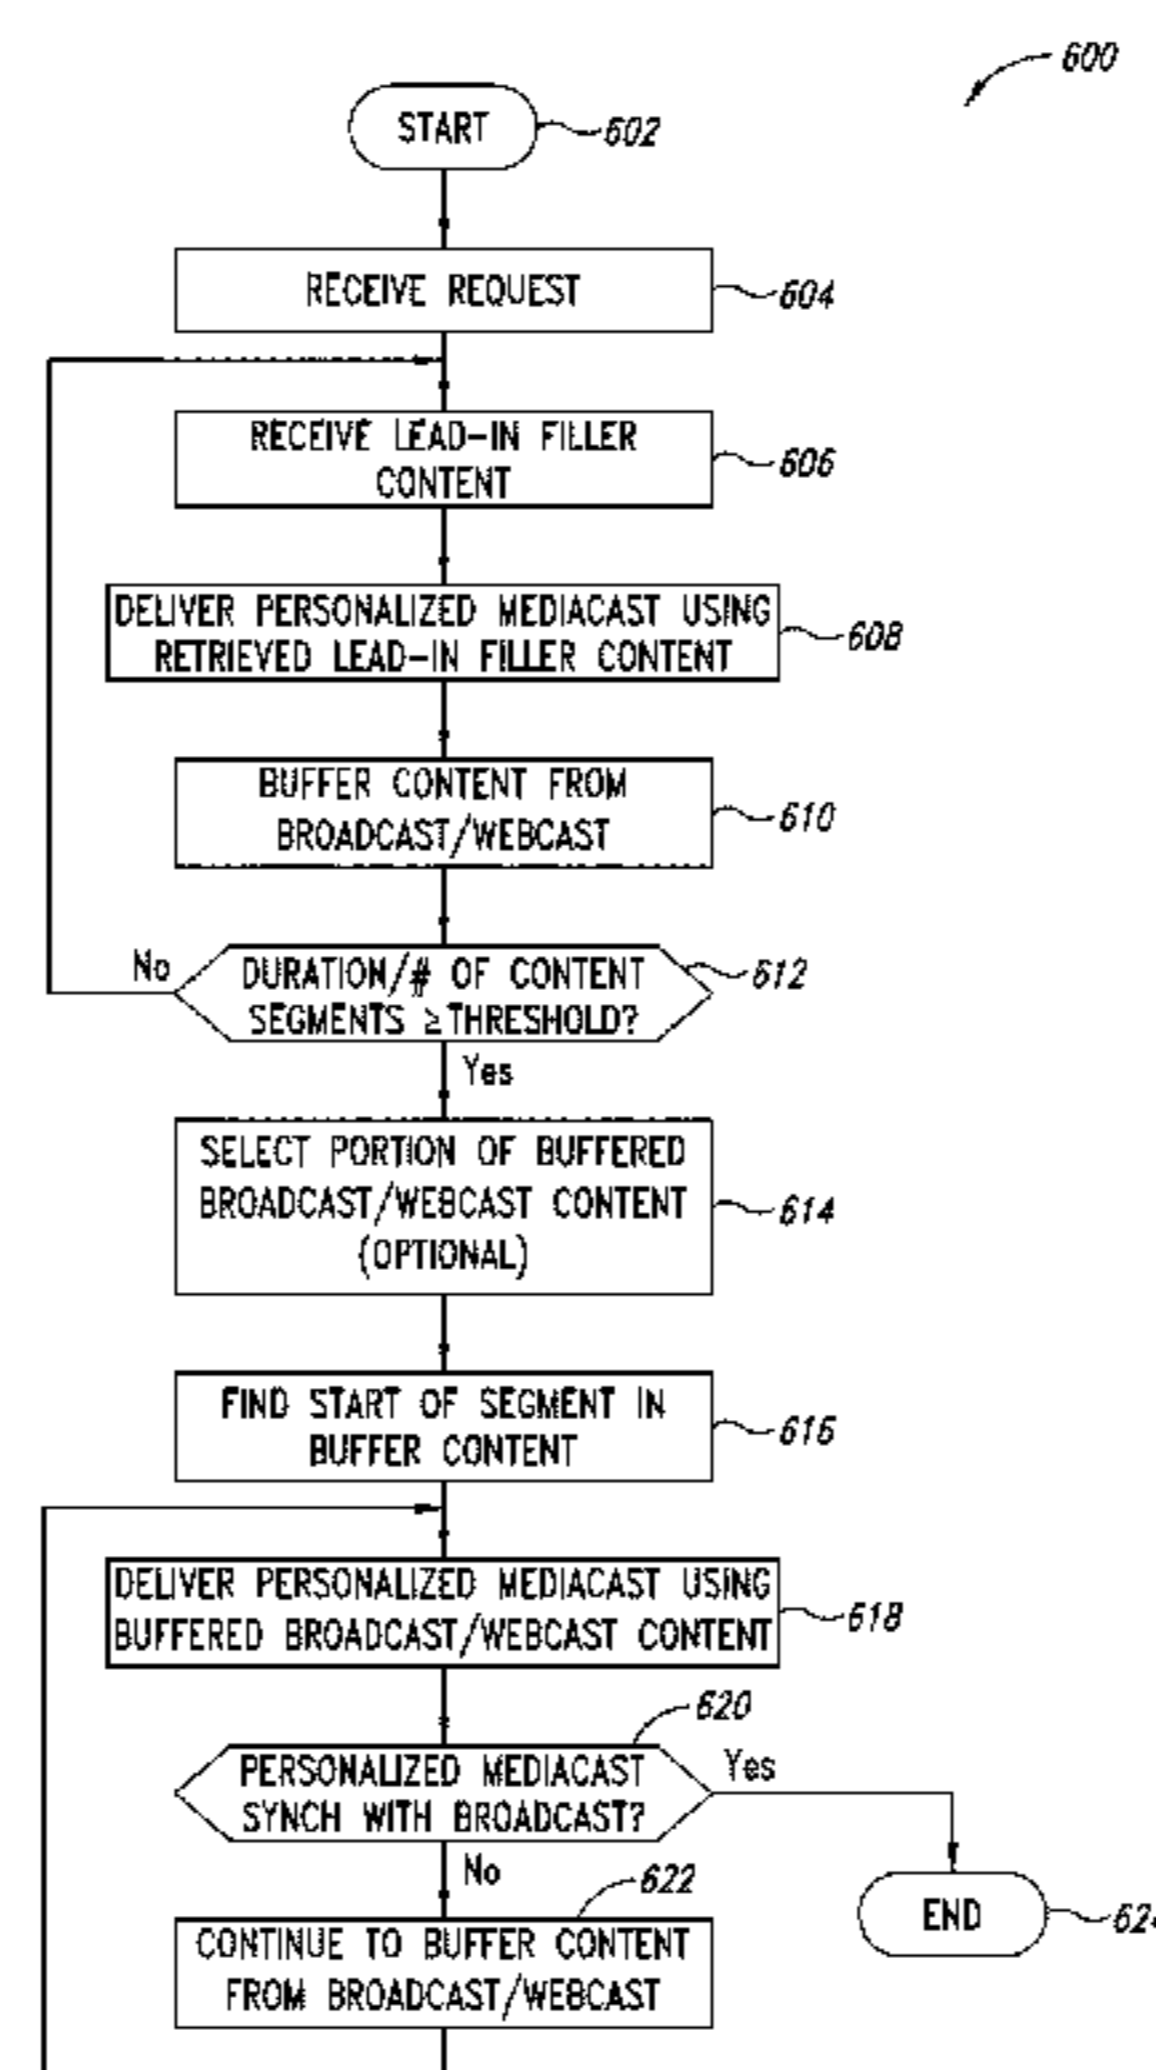 600
START
602
RECEIVE REQUEST
604
RECEIVE LEAD-IN FILLER
CONTENT
606
DELIVER PERSONALIZED MEDIACAST USING
RETRIEVED LEAD-IN FILLER CONTENT
608
BUFFER CONTENT FROM
BROADCAST/WEBCAST
610
No
DURATION/# OF CONTENT
SEGMENTS ≥ THRESHOLD?
612
Yes
SELECT PORTION OF BUFFERED
BROADCAST/WEBCAST CONTENT
(OPTIONAL)
614
FIND START OF SEGMENT IN
BUFFER CONTENT
616
DELIVER PERSONALIZED MEDIACAST USING
BUFFERED BROADCAST/WEBCAST CONTENT
618
620
PERSONALIZED MEDIACAST
SYNCH WITH BROADCAST?
Yes
No
622
CONTINUE TO BUFFER CONTENT
FROM BROADCAST/WEBCAST
END